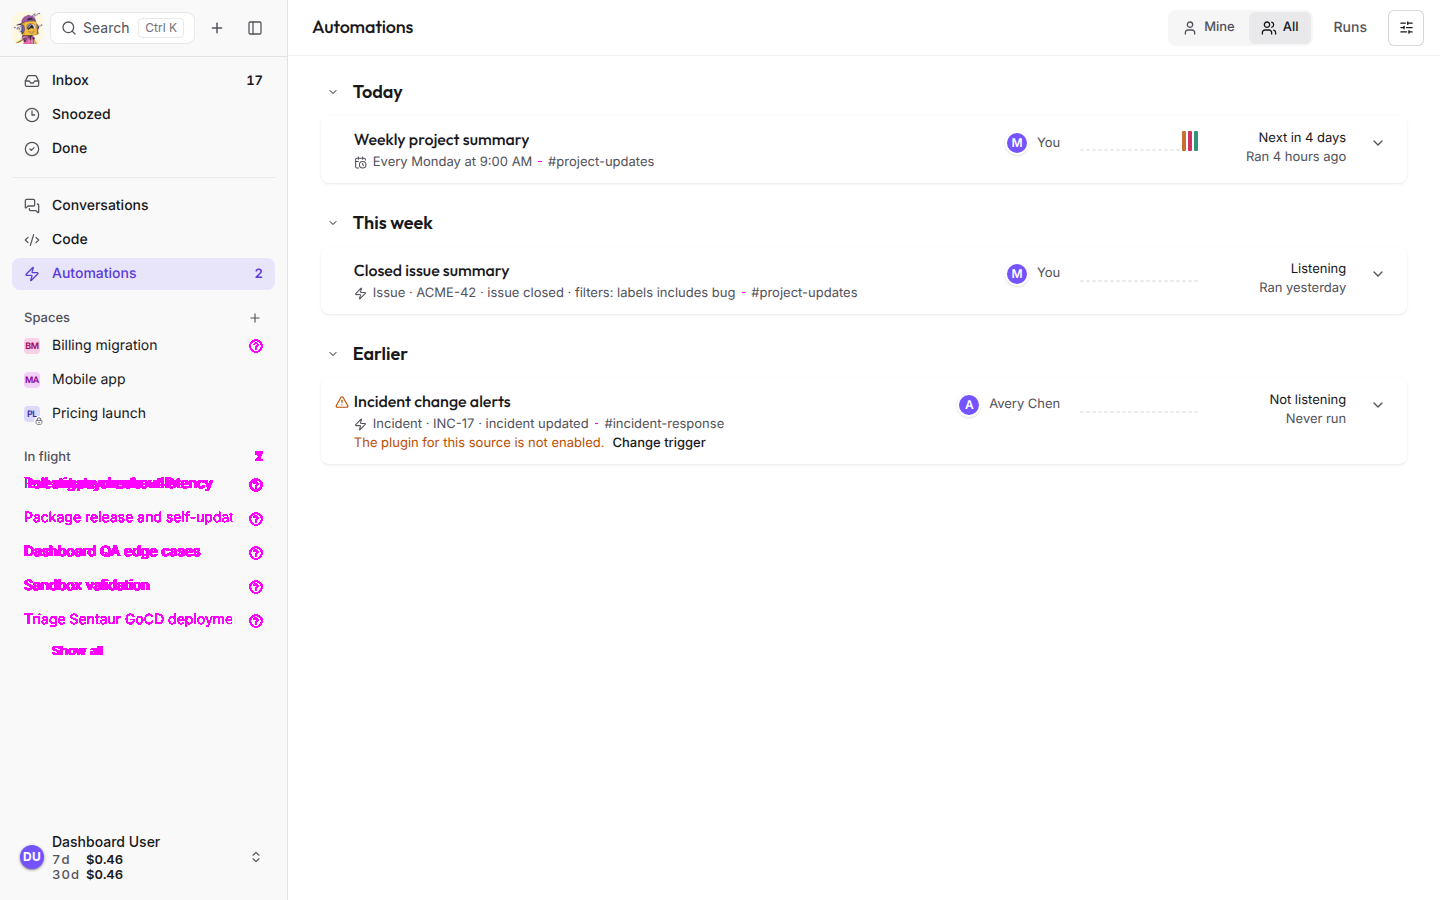 Search Ctrl K
Inbox 17
Snoozed
Done
Conversations
Code
Automations 2
Spaces
BM Billing migration
MA Mobile app
PL Pricing launch
In flight
Package release and self-updat
Dashboard QA edge cases
Sandbox validation
Triage Sentaur GoCD deployme
Show all
DU Dashboard User
7d $0.46
30d $0.46
Automations
Mine All Runs
Today
Weekly project summary
Every Monday at 9:00 AM - #project-updates
M You
Next in 4 days
Ran 4 hours ago
This week
Closed issue summary
Issue · ACME-42 · issue closed · filters: labels includes bug - #project-updates
M You
Listening
Ran yesterday
Earlier
Incident change alerts
Incident · INC-17 · incident updated - #incident-response
The plugin for this source is not enabled. Change trigger
A Avery Chen
Not listening
Never run